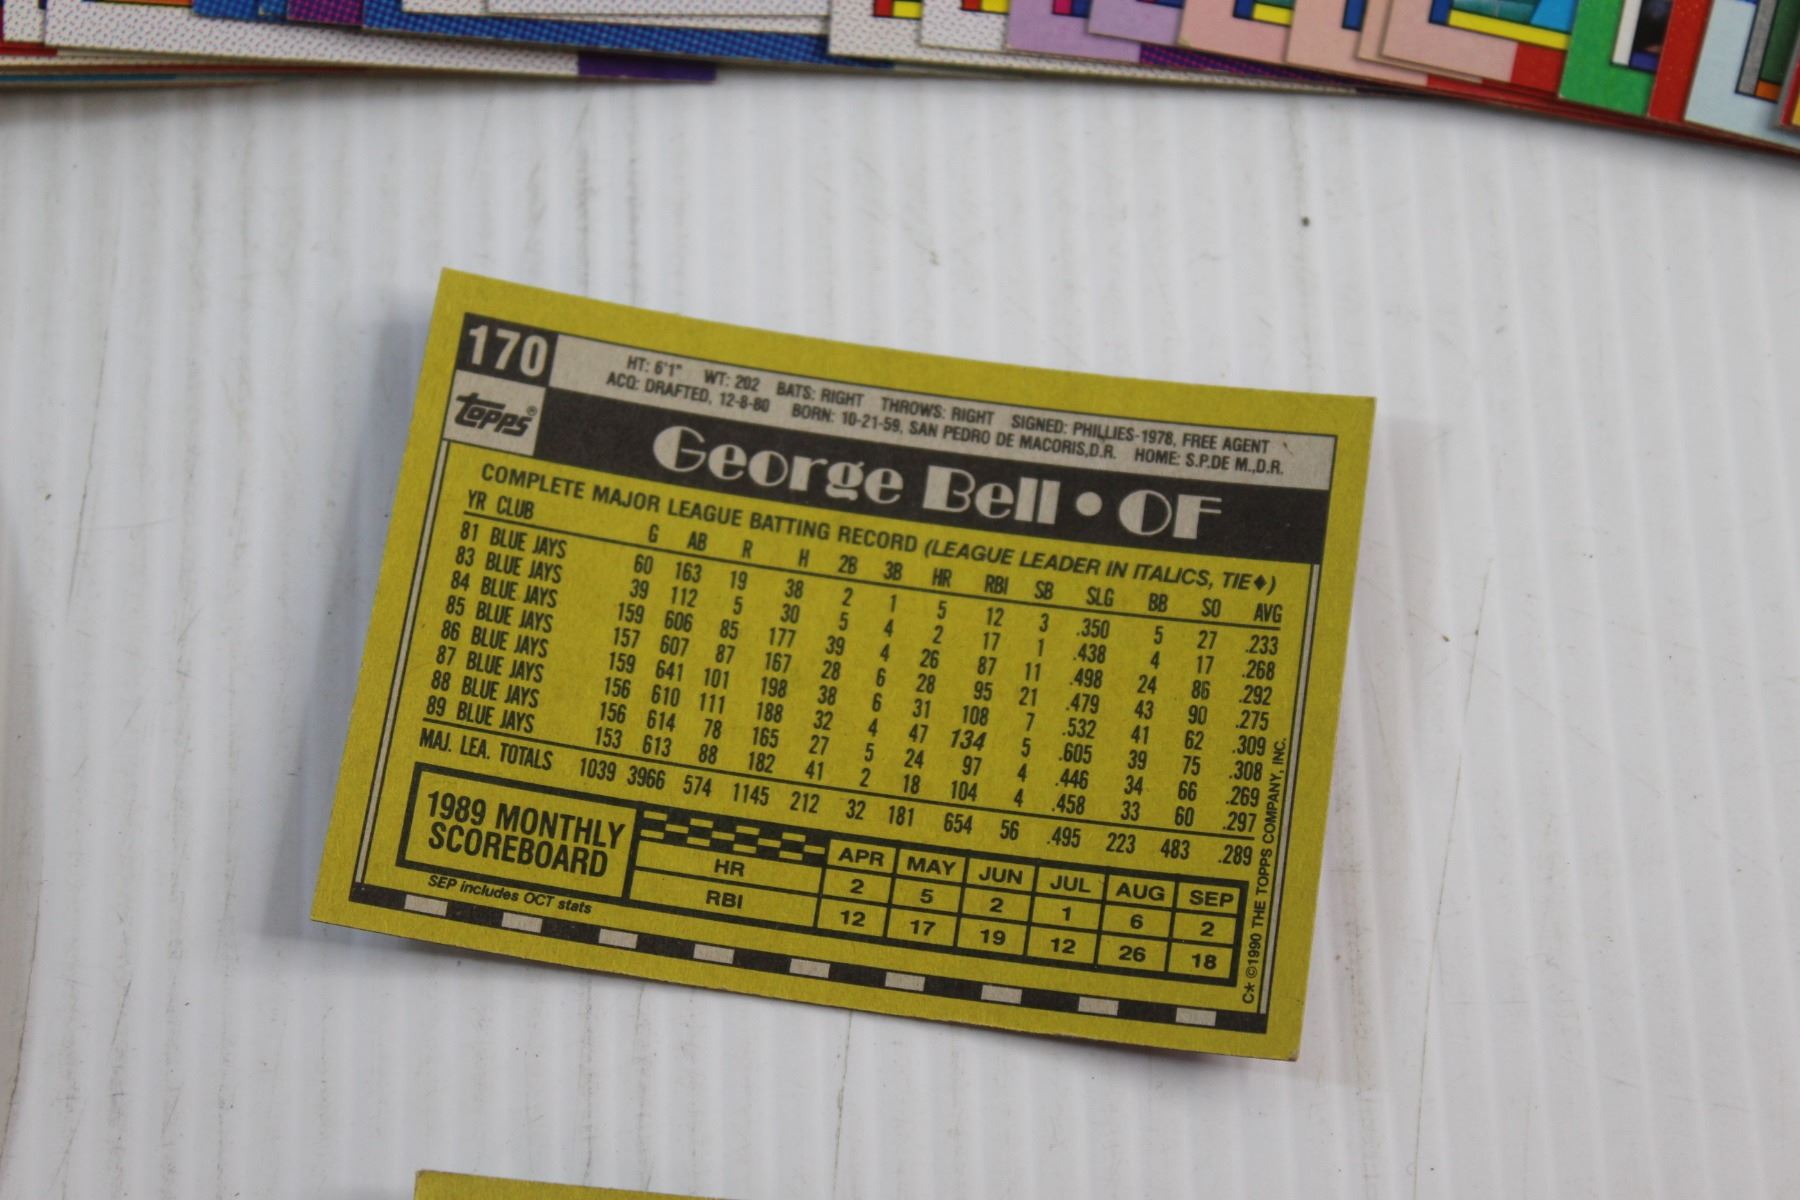 170
HT: 6'1" WT: 202 BATS: RIGHT THROWS: RIGHT SIGNED: PHILLIES-1978, FREE AGENT
ACQ: DRAFTED, 12-8-80 BORN: 10-21-59, SAN PEDRO DE MACORIS,D.R. HOME: S.P.DE M.,D.R.
topps®
George Bell • OF
COMPLETE MAJOR LEAGUE BATTING RECORD (LEAGUE LEADER IN ITALICS, TIE♦)
YR CLUB G AB R H 2B 3B HR RBI SB SLG BB SO AVG
81 BLUE JAYS 60 163 19 38 2 1 5 12 3 .350 5 27 .233
83 BLUE JAYS 39 112 5 30 5 4 2 17 1 .438 4 17 .268
84 BLUE JAYS 159 606 85 177 39 4 26 87 11 .498 24 86 .292
85 BLUE JAYS 157 607 87 167 28 6 28 95 21 .479 43 90 .275
86 BLUE JAYS 159 641 101 198 38 6 31 108 7 .532 41 62 .309
87 BLUE JAYS 156 610 111 188 32 4 47 134 5 .605 39 75 .308
88 BLUE JAYS 156 614 78 165 27 5 24 97 4 .446 34 66 .269
89 BLUE JAYS 153 613 88 182 41 2 18 104 4 .458 33 60 .297
MAJ. LEA. TOTALS 1039 3966 574 1145 212 32 181 654 56 .495 223 483 .289
1989 MONTHLY
SCOREBOARD
APR MAY JUN JUL AUG SEP
HR 2 5 2 1 6 2
RBI 12 17 19 12 26 18
SEP includes OCT stats
C* ©1990 THE TOPPS COMPANY, INC.